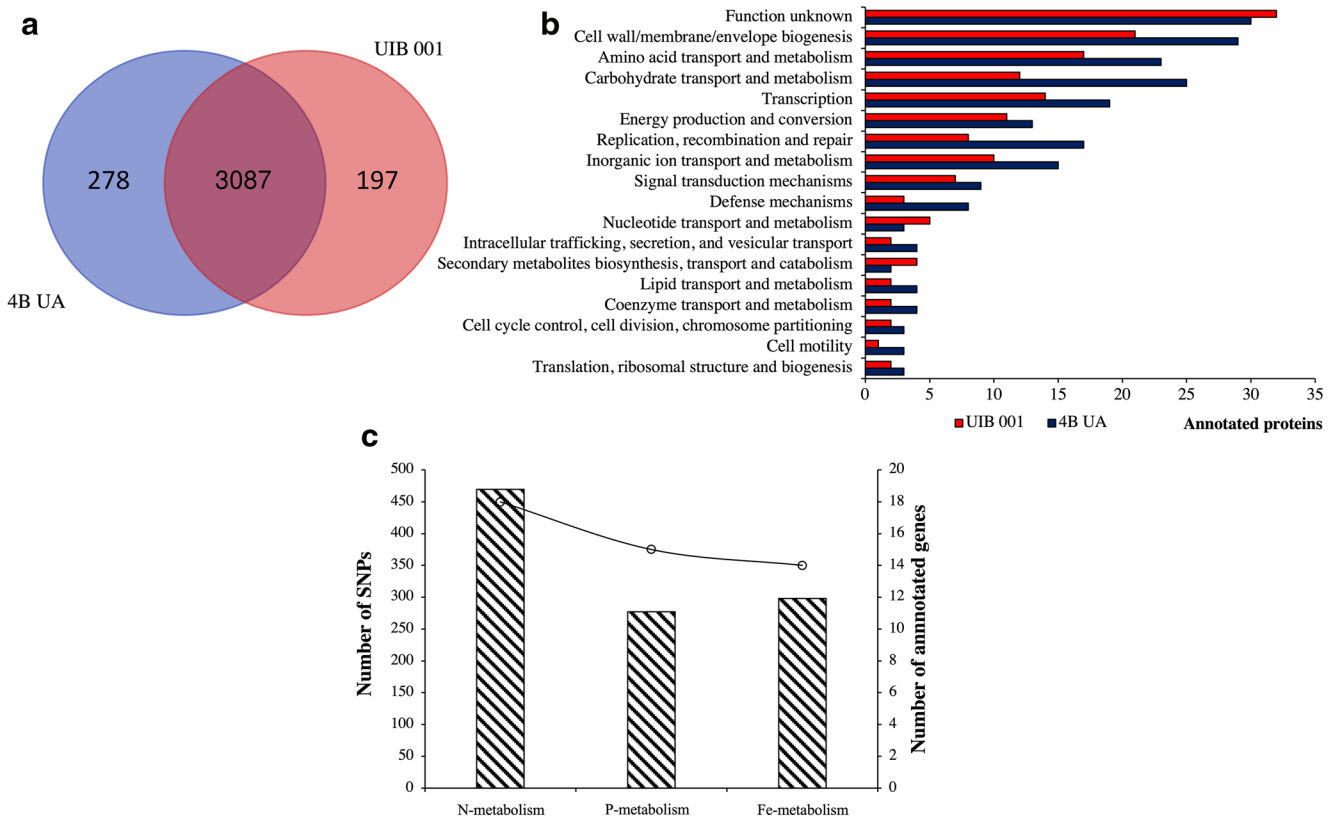 a
UIB 001
278
3087
197
4B UA
b
Function unknown
Cell wall/membrane/envelope biogenesis
Amino acid transport and metabolism
Carbohydrate transport and metabolism
Transcription
Energy production and conversion
Replication, recombination and repair
Inorganic ion transport and metabolism
Signal transduction mechanisms
Defense mechanisms
Nucleotide transport and metabolism
Intracellular trafficking, secretion, and vesicular transport
Secondary metabolites biosynthesis, transport and catabolism
Lipid transport and metabolism
Coenzyme transport and metabolism
Cell cycle control, cell division, chromosome partitioning
Cell motility
Translation, ribosomal structure and biogenesis
0 5 10 15 20 25 30 35
UIB 001 4B UA
Annotated proteins
c
Number of SNPs
500
450
400
350
300
250
200
150
100
50
0
20
18
16
14
12
10
8
6
4
2
0
Number of annotated genes
N-metabolism P-metabolism Fe-metabolism